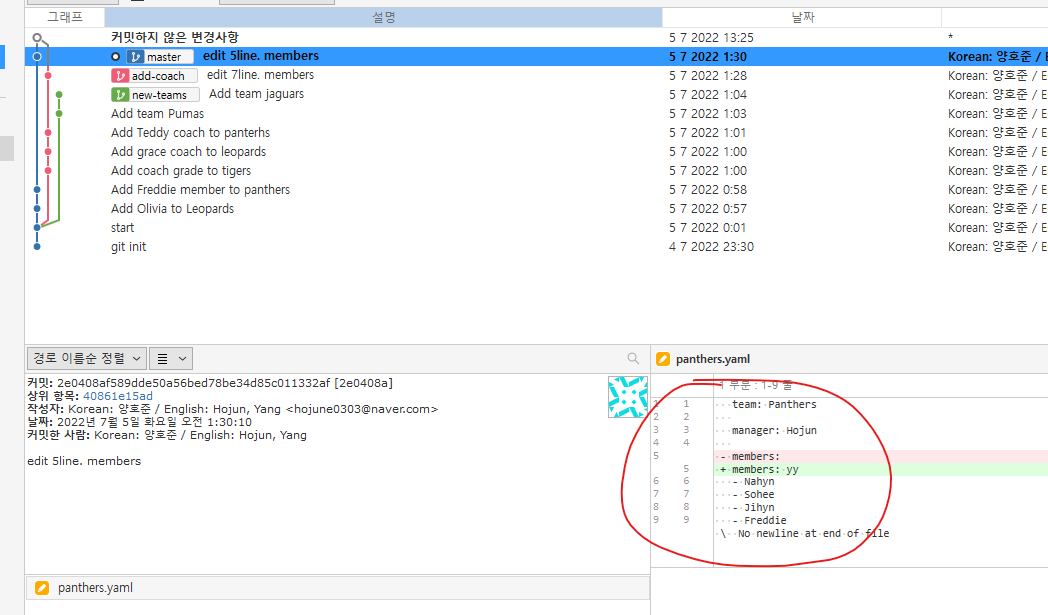 그래프 설명 날짜
커밋하지 않은 변경사항 5 7 2022 13:25 *
master edit 5line. members 5 7 2022 1:30 Korean: 양호준 / E
add-coach edit 7line. members 5 7 2022 1:28 Korean: 양호준 / E
new-teams Add team jaguars 5 7 2022 1:04 Korean: 양호준 / E
Add team Pumas 5 7 2022 1:03 Korean: 양호준 / E
Add Teddy coach to panterhs 5 7 2022 1:01 Korean: 양호준 / E
Add grace coach to leopards 5 7 2022 1:00 Korean: 양호준 / E
Add coach grade to tigers 5 7 2022 1:00 Korean: 양호준 / E
Add Freddie member to panthers 5 7 2022 0:58 Korean: 양호준 / E
Add Olivia to Leopards 5 7 2022 0:57 Korean: 양호준 / E
start 5 7 2022 0:01 Korean: 양호준 / E
git init 4 7 2022 23:30 Korean: 양호준 / E
경로 이름순 정렬
커밋: 2e0408af589dde50a56bed78be34d85c011332af [2e0408a]
상위 항목: 40861e15ad
작성자: Korean: 양호준 / English: Hojun, Yang <hojune0303@naver.com>
날짜: 2022년 7월 5일 화요일 오전 1:30:10
커밋한 사람: Korean: 양호준 / English: Hojun, Yang
edit 5line. members
panthers.yaml
panthers.yaml
부분 : 1-9 줄
1 1 team: Panthers
2 2
3 3 manager: Hojun
4 4
5 - members:
5 + members: yy
6 6 - Nahyn
7 7 - Sohee
8 8 - Jihyn
9 9 - Freddie
\ No newline at end of file